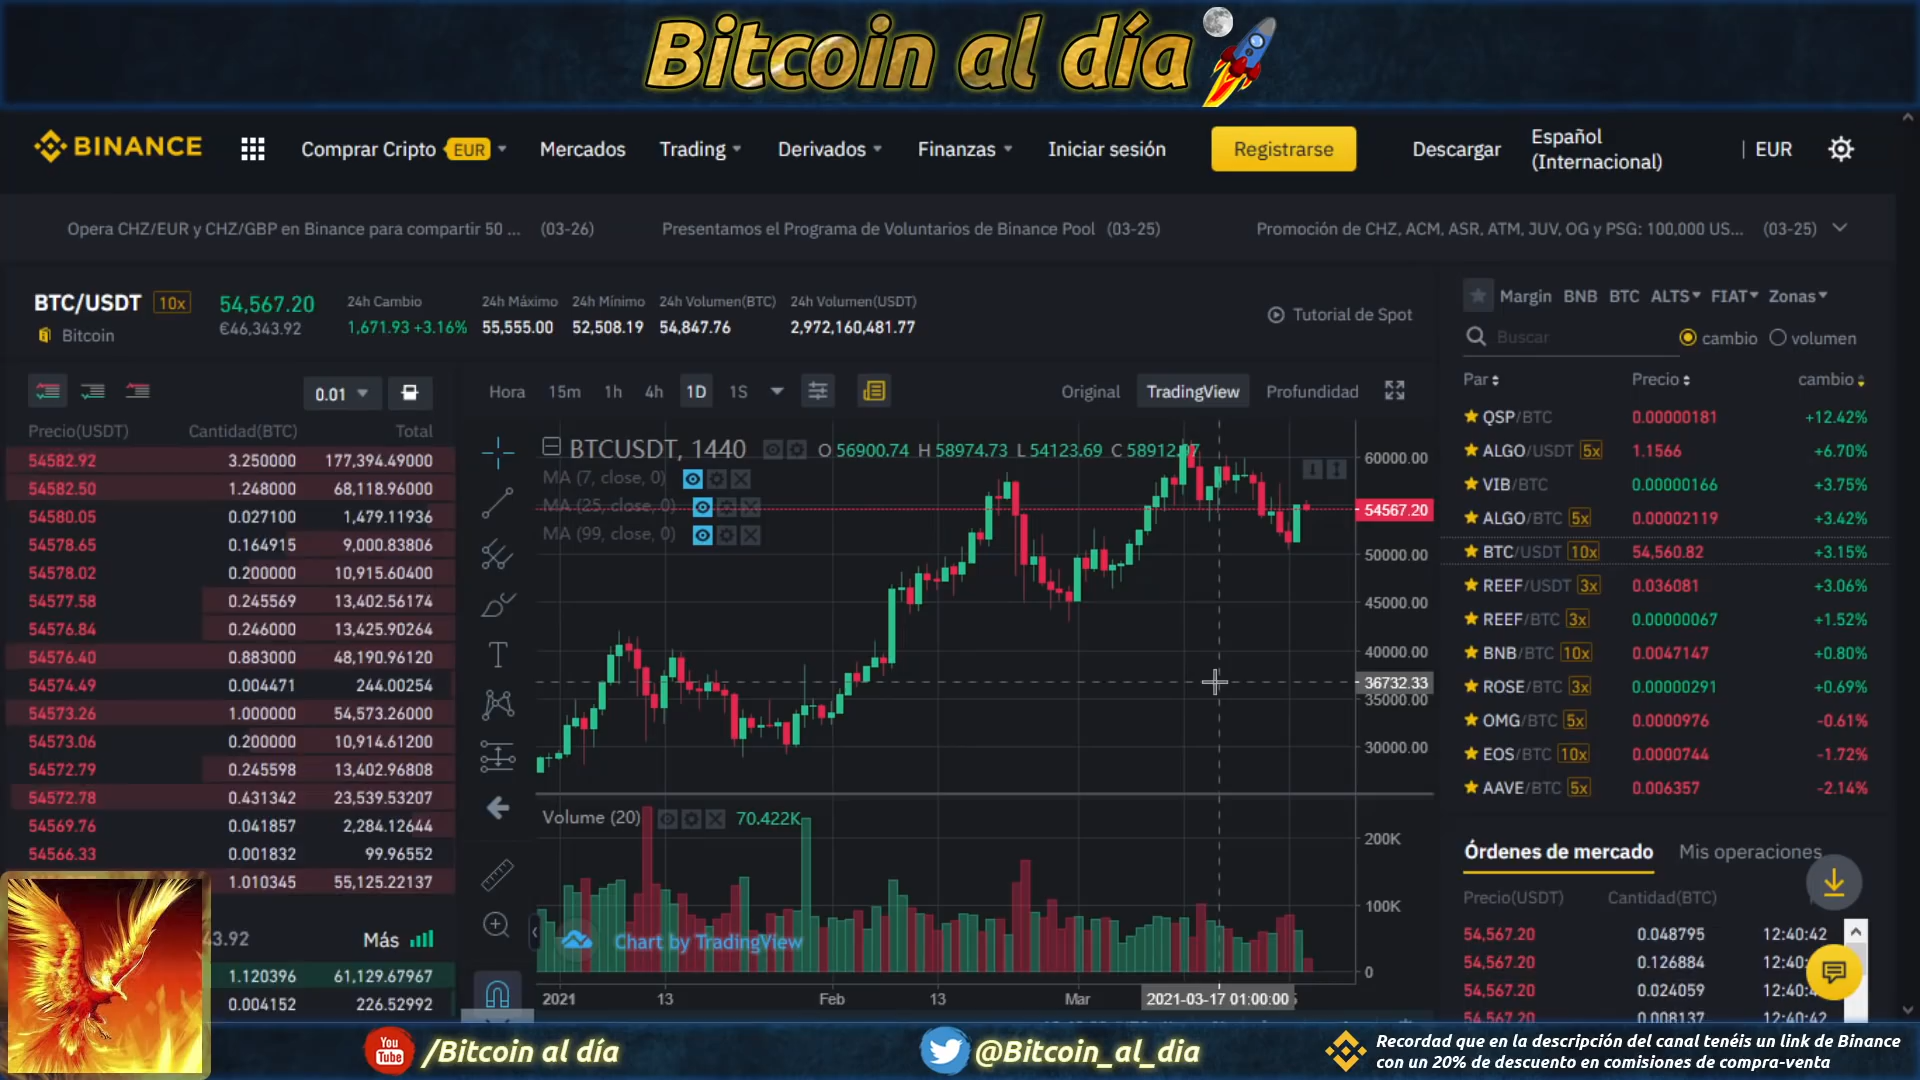 Bitcoin al día
BINANCE
Comprar Cripto EUR
Mercados
Trading
Derivados
Finanzas
Iniciar sesión
Registrarse
Descargar
Español
(Internacional)
| EUR
Opera CHZ/EUR y CHZ/GBP en Binance para compartir 50 ... (03-26)
Presentamos el Programa de Voluntarios de Binance Pool (03-25)
Promoción de CHZ, ACM, ASR, ATM, JUV, OG y PSG: 100,000 US... (03-25)
BTC/USDT 10x
Bitcoin
54,567.20
€46,343.92
24h Cambio
1,671.93 +3.16%
24h Máximo
55,555.00
24h Mínimo
52,508.19
24h Volumen(BTC)
54,847.76
24h Volumen(USDT)
2,972,160,481.77
Tutorial de Spot
0.01
Precio(USDT) Cantidad(BTC) Total
54582.92 3.250000 177,394.49000
54582.50 1.248000 68,118.96000
54580.05 0.027100 1,479.11936
54578.65 0.164915 9,000.83806
54578.02 0.200000 10,915.60400
54577.58 0.245569 13,402.56174
54576.84 0.246000 13,425.90264
54576.40 0.883000 48,190.96120
54574.49 0.004471 244.00254
54573.26 1.000000 54,573.26000
54573.06 0.200000 10,914.61200
54572.79 0.245598 13,402.96808
54572.78 0.431342 23,539.53207
54569.76 0.041857 2,284.12644
54566.33 0.001832 99.96552
1.010345 55,125.22137
43.92 Más
1.120396 61,129.67967
0.004152 226.52992
Hora 15m 1h 4h 1D 1S
Original TradingView Profundidad
BTCUSDT, 1440 O 56900.74 H 58974.73 L 54123.69 C 58912.97
MA (7, close, 0)
MA (25, close, 0)
MA (99, close, 0)
60000.00
54567.20
50000.00
45000.00
40000.00
36732.33
35000.00
30000.00
Volume (20) 70.422K
200K
100K
0
Chart by TradingView
2021 13 Feb 13 Mar 2021-03-17 01:00:00
Margin BNB BTC ALTS FIAT Zonas
Buscar cambio volumen
Par Precio cambio
QSP/BTC 0.00000181 +12.42%
ALGO/USDT 5x 1.1566 +6.70%
VIB/BTC 0.00000166 +3.75%
ALGO/BTC 5x 0.00002119 +3.42%
BTC/USDT 10x 54,560.82 +3.15%
REEF/USDT 3x 0.036081 +3.06%
REEF/BTC 3x 0.00000067 +1.52%
BNB/BTC 10x 0.0047147 +0.80%
ROSE/BTC 3x 0.00000291 +0.69%
OMG/BTC 5x 0.0000976 -0.61%
EOS/BTC 10x 0.0000744 -1.72%
AAVE/BTC 5x 0.006357 -2.14%
Órdenes de mercado Mis operaciones
Precio(USDT) Cantidad(BTC)
54,567.20 0.048795 12:40:42
54,567.20 0.126884 12:40:
54,567.20 0.024059 12:40:4
54,567.20 0.008137 12:40:42
You Tube /Bitcoin al día
@Bitcoin_al_dia
Recordad que en la descripción del canal tenéis un link de Binance
con un 20% de descuento en comisiones de compra-venta